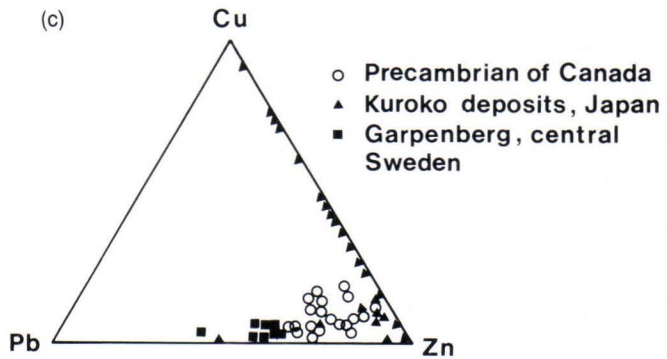 (c)
Cu
Precambrian of Canada
Kuroko deposits, Japan
Garpenberg, central
Sweden
Pb
Zn